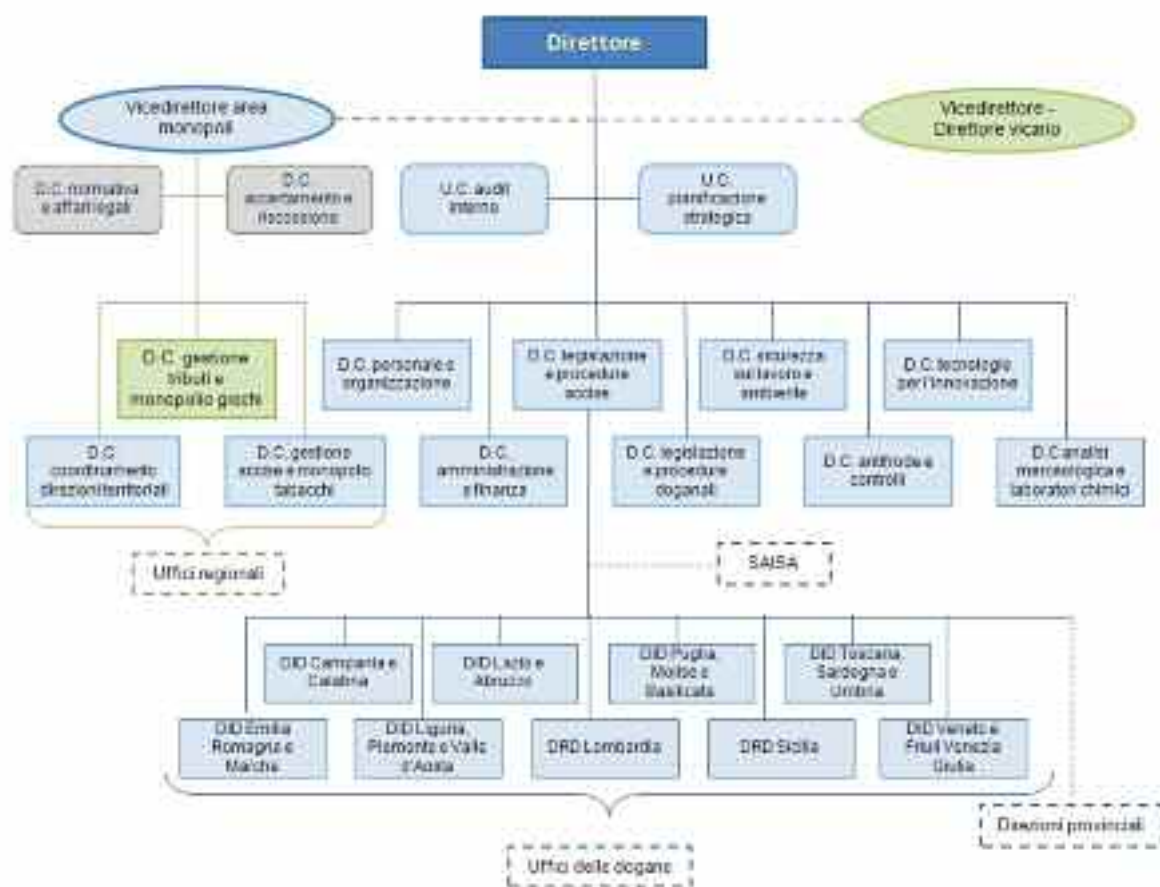 Direttore
Vicedirettore area
monopoli
Vicedirettore -
Direttore vicario
D.C. normativa
e affari legali
D.C.
accertamento e
riscossione
U.C. audit
interno
U.C.
pianificazione
strategica
D.C. gestione
tributi e
monopolio giochi
D.C. personale e
organizzazione
D.C. legislazione
e procedure
accise
D.C. sicurezza
sul lavoro e
ambiente
D.C. tecnologie
per l'innovazione
D.C.
coordinamento
direzioni territoriali
D.C. gestione
accise e monopolio
tabacchi
D.C.
amministrazione
e finanza
D.C. legislazione
e procedure
doganali
D.C. antifrode e
controlli
D.C. analisi
merceologica e
laboratori chimici
Uffici regionali
SAISA
DID Campania e
Calabria
DID Lazio e
Abruzzo
DID Puglia,
Molise e
Basilicata
DID Toscana,
Sardegna e
Umbria
DID Emilia
Romagna e
Marche
DID Liguria,
Piemonte e Valle
d'Aosta
DRD Lombardia
DRD Sicilia
DID Veneto e
Friuli Venezia
Giulia
Direzioni provinciali
Uffici delle dogane